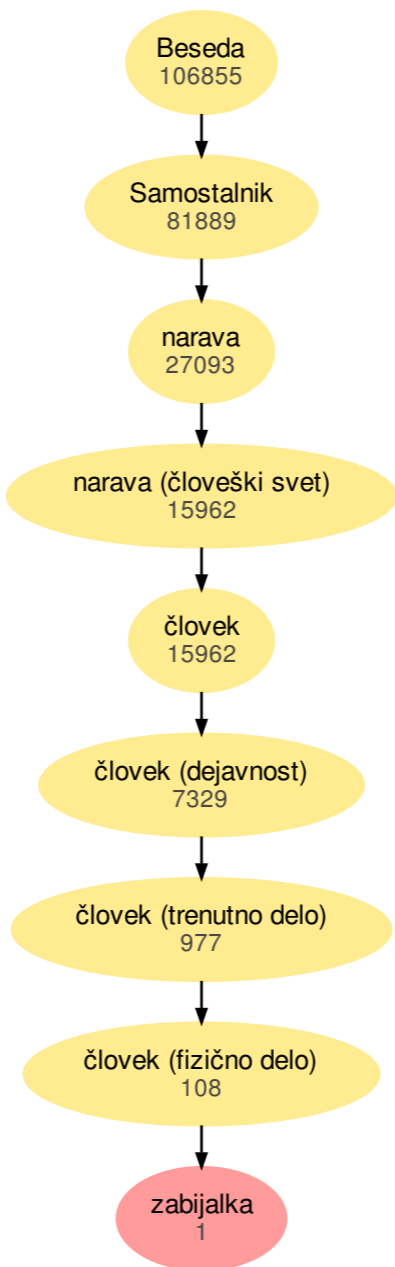 Beseda
106855
Samostalnik
81889
narava
27093
narava (človeški svet)
15962
človek
15962
človek (dejavnost)
7329
človek (trenutno delo)
977
človek (fizično delo)
108
zabijalka
1